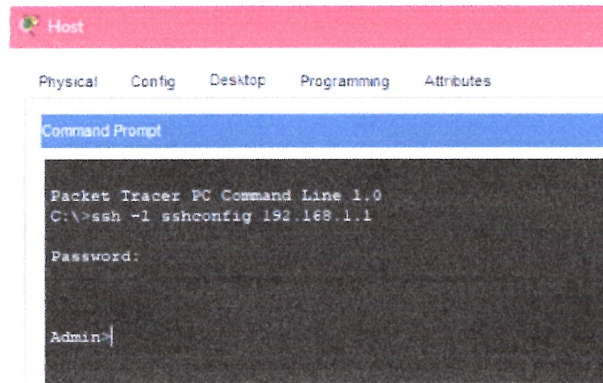 Host
Physical Config Desktop Programming Attributes
Command Prompt
Packet Tracer PC Command Line 1.0
C:\>ssh -l sshconfig 192.168.1.1
Password:
Admin>